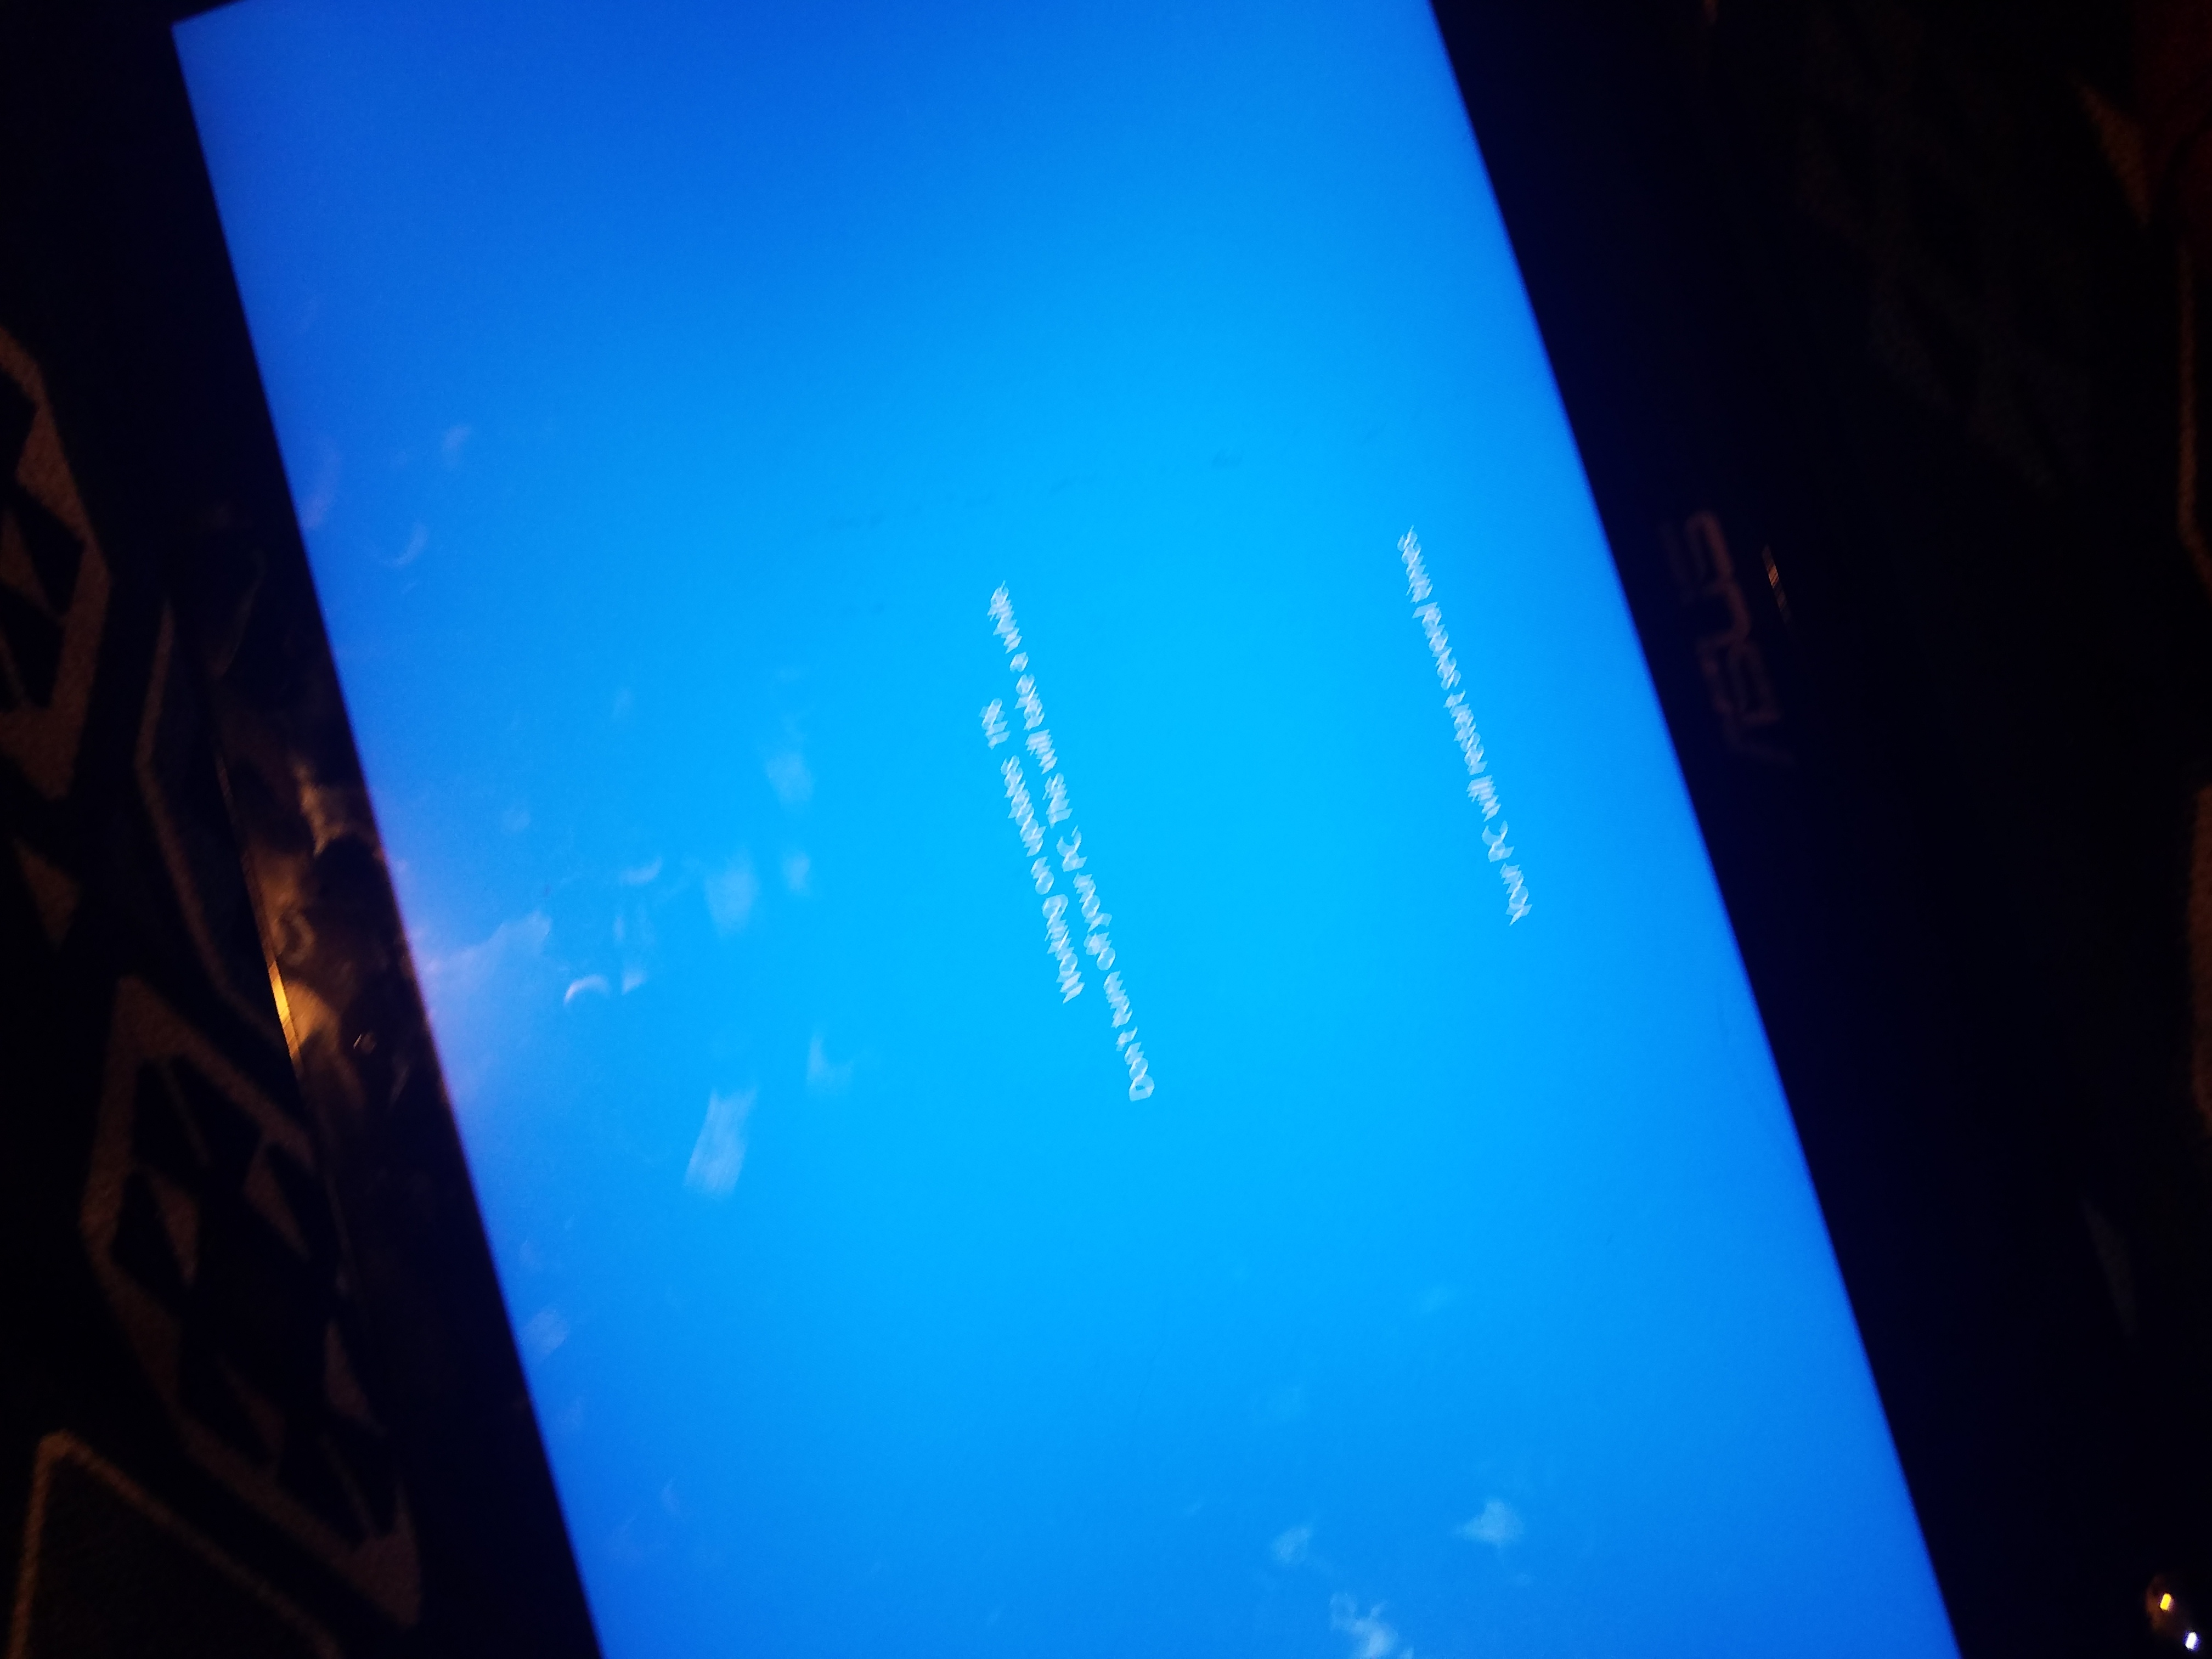 Working on updates 11%
Don't turn off your PC. This will take a while.
Your PC will restart several times.
ASUS